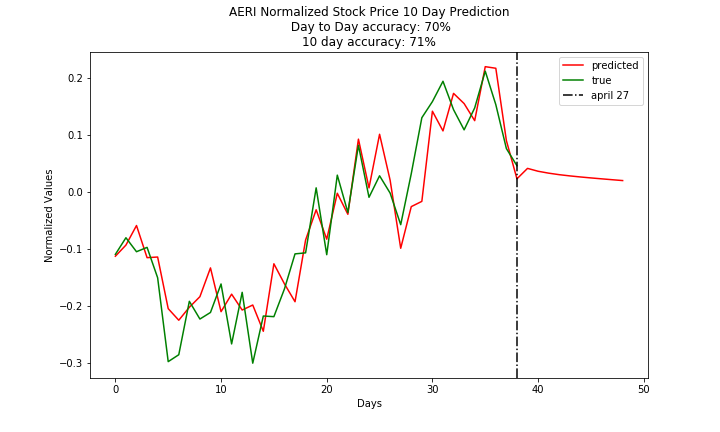 AERI Normalized Stock Price 10 Day Prediction
Day to Day accuracy: 70%
10 day accuracy: 71%
predicted
true
april 27
0.2
0.1
0.0
−0.1
−0.2
−0.3
Normalized Values
0 10 20 30 40 50
Days